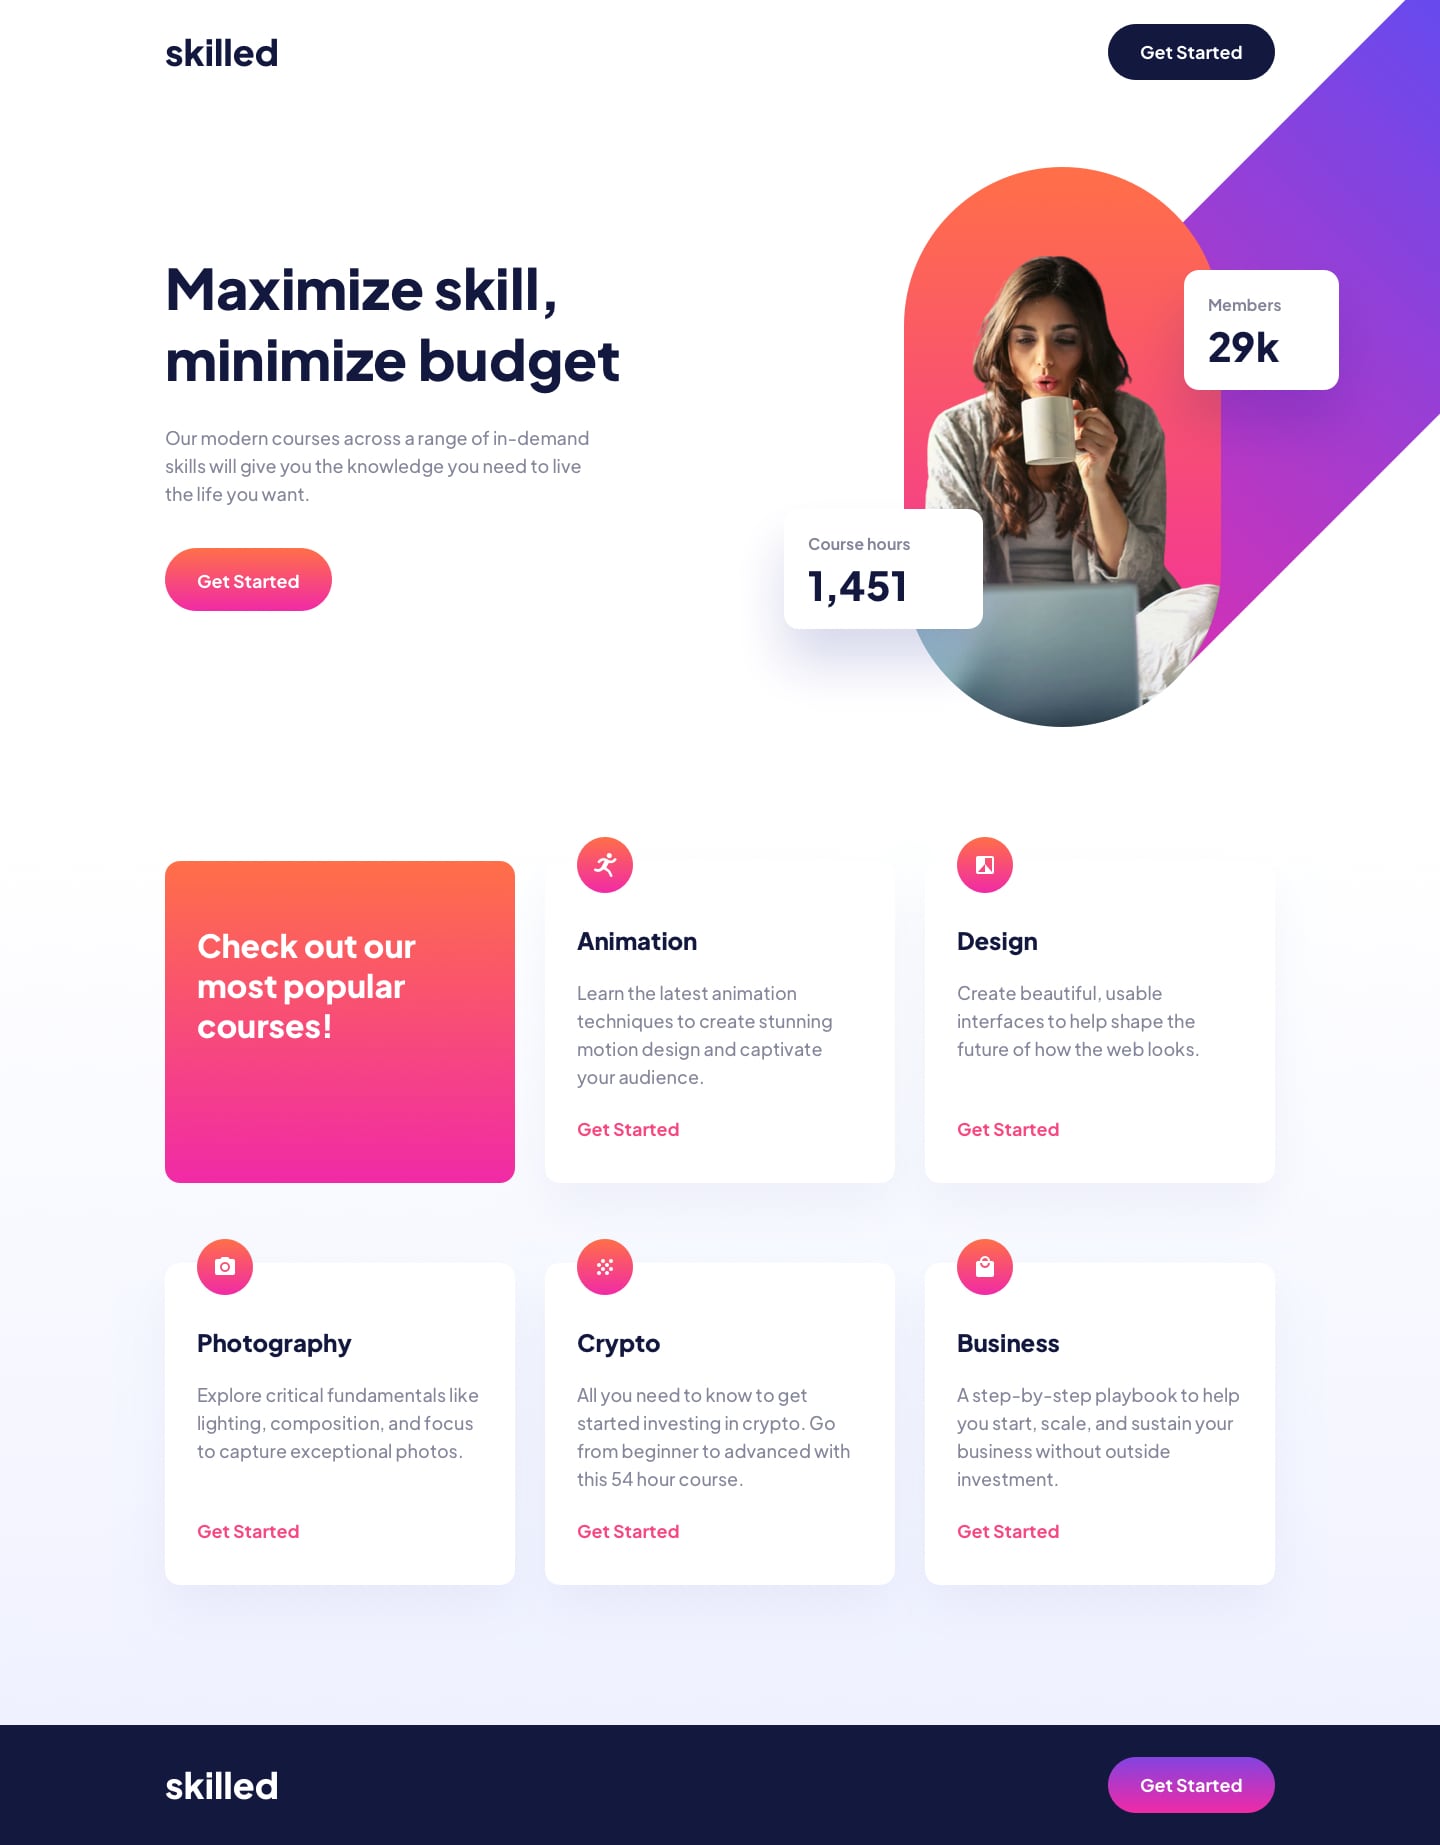 skilled
Get Started
Maximize skill,
minimize budget
Our modern courses across a range of in-demand
skills will give you the knowledge you need to live
the life you want.
Get Started
Members
29k
Course hours
1,451
Check out our
most popular
courses!
Animation
Learn the latest animation
techniques to create stunning
motion design and captivate
your audience.
Get Started
Design
Create beautiful, usable
interfaces to help shape the
future of how the web looks.
Get Started
Photography
Explore critical fundamentals like
lighting, composition, and focus
to capture exceptional photos.
Get Started
Crypto
All you need to know to get
started investing in crypto. Go
from beginner to advanced with
this 54 hour course.
Get Started
Business
A step-by-step playbook to help
you start, scale, and sustain your
business without outside
investment.
Get Started
skilled
Get Started